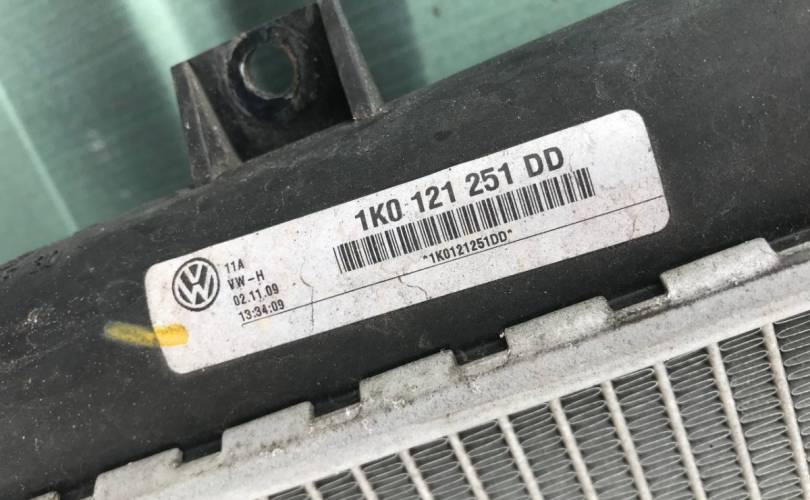 1K0 121 251 DD
*1K0121251DD*
11A
VW-H
02.11.09
13:34:09